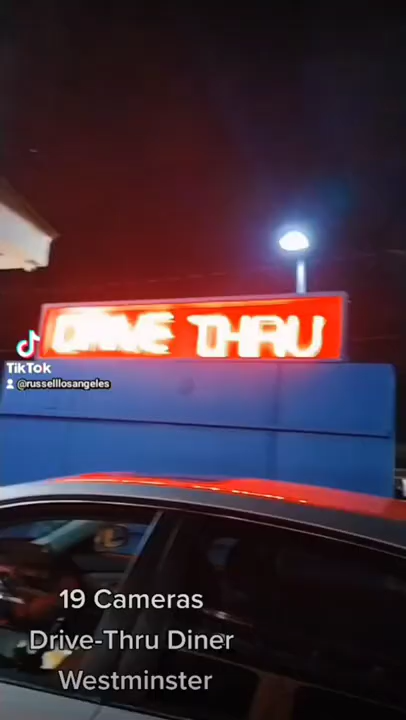 DRIVE THRU
TikTok
@russelllosangeles
19 Cameras
Drive-Thru Diner
Westminster